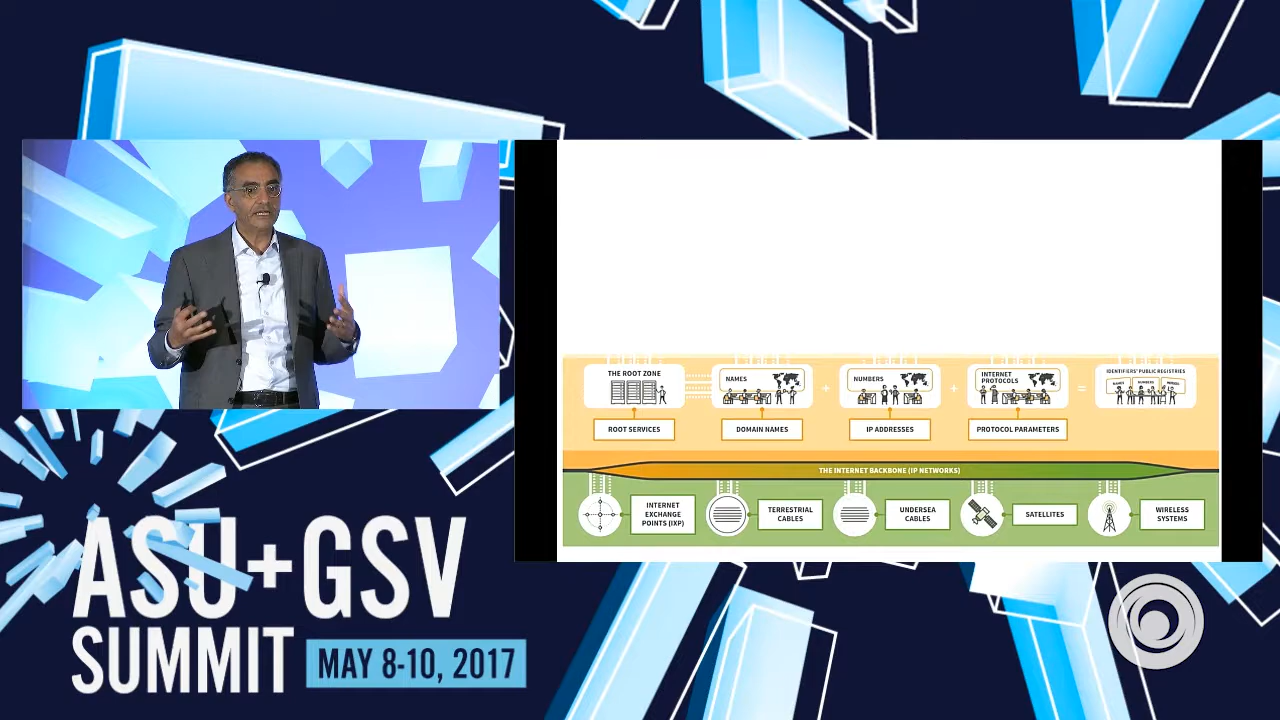 THE ROOT ZONE
NAMES
NUMBERS
INTERNET
PROTOCOLS
IDENTIFIERS' PUBLIC REGISTRIES
NAMES
NUMBERS
+
+
=
ROOT SERVICES
DOMAIN NAMES
IP ADDRESSES
PROTOCOL PARAMETERS
THE INTERNET BACKBONE (IP NETWORKS)
INTERNET
EXCHANGE
POINTS (IXP)
TERRESTRIAL
CABLES
UNDERSEA
CABLES
SATELLITES
WIRELESS
SYSTEMS
ASU+GSV
SUMMIT
MAY 8-10, 2017